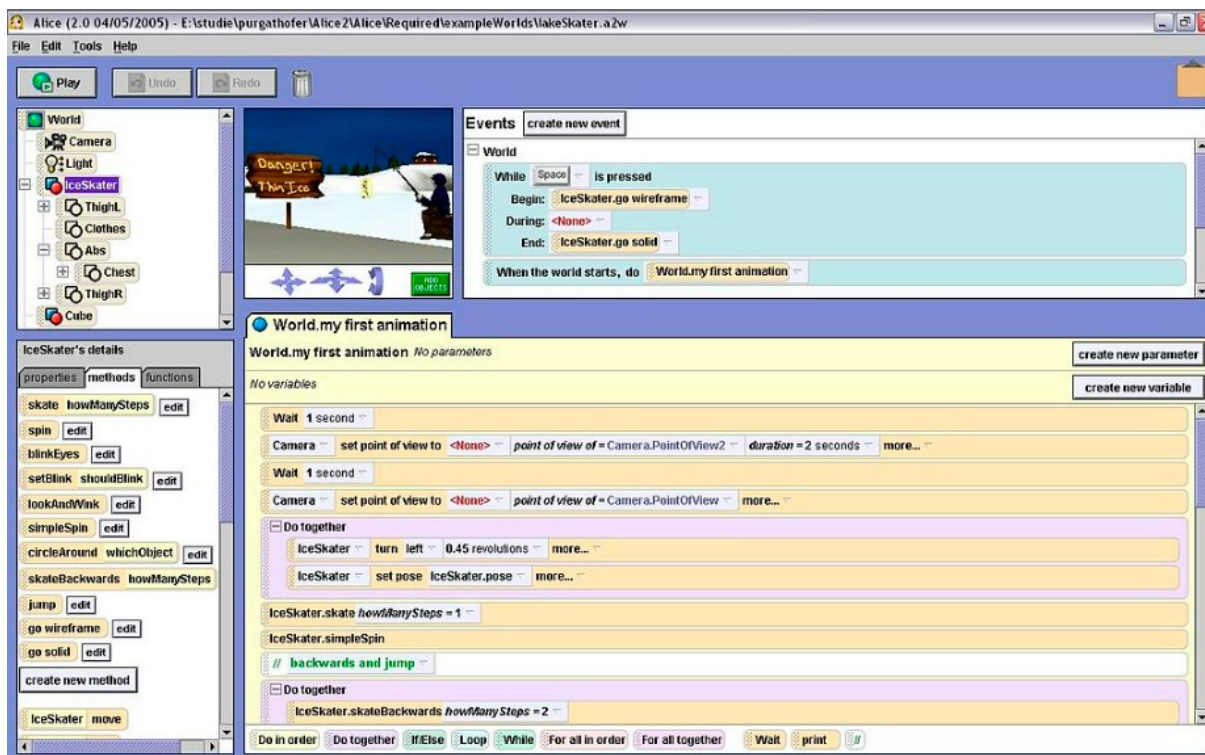 Alice (2.0 04/05/2005) - E:\studie\purgathofer\Alice2\Alice\Required\exampleWorlds\lakeSkater.a2w
File Edit Tools Help
Play Undo Redo
World
Camera
Light
IceSkater
ThighL
Clothes
Abs
Chest
ThighR
Cube
Danger!
Thin Ice
ADD
OBJECTS
Events create new event
World
While Space is pressed
Begin: IceSkater.go wireframe
During: <None>
End: IceSkater.go solid
When the world starts, do World.my first animation
IceSkater's details
properties methods functions
skate howManySteps edit
spin edit
blinkEyes edit
setBlink shouldBlink edit
lookAndWink edit
simpleSpin edit
circleAround whichObject edit
skateBackwards howManySteps
jump edit
go wireframe edit
go solid edit
create new method
IceSkater move
World.my first animation
World.my first animation No parameters create new parameter
No variables create new variable
Wait 1 second
Camera set point of view to <None> point of view of = Camera.PointOfView2 duration = 2 seconds more...
Wait 1 second
Camera set point of view to <None> point of view of = Camera.PointOfView more...
Do together
IceSkater turn left 0.45 revolutions more...
IceSkater set pose IceSkater.pose more...
IceSkater.skate howManySteps = 1
IceSkater.simpleSpin
// backwards and jump
Do together
IceSkater.skateBackwards howManySteps = 2
Do in order Do together If/Else Loop While For all in order For all together Wait print //